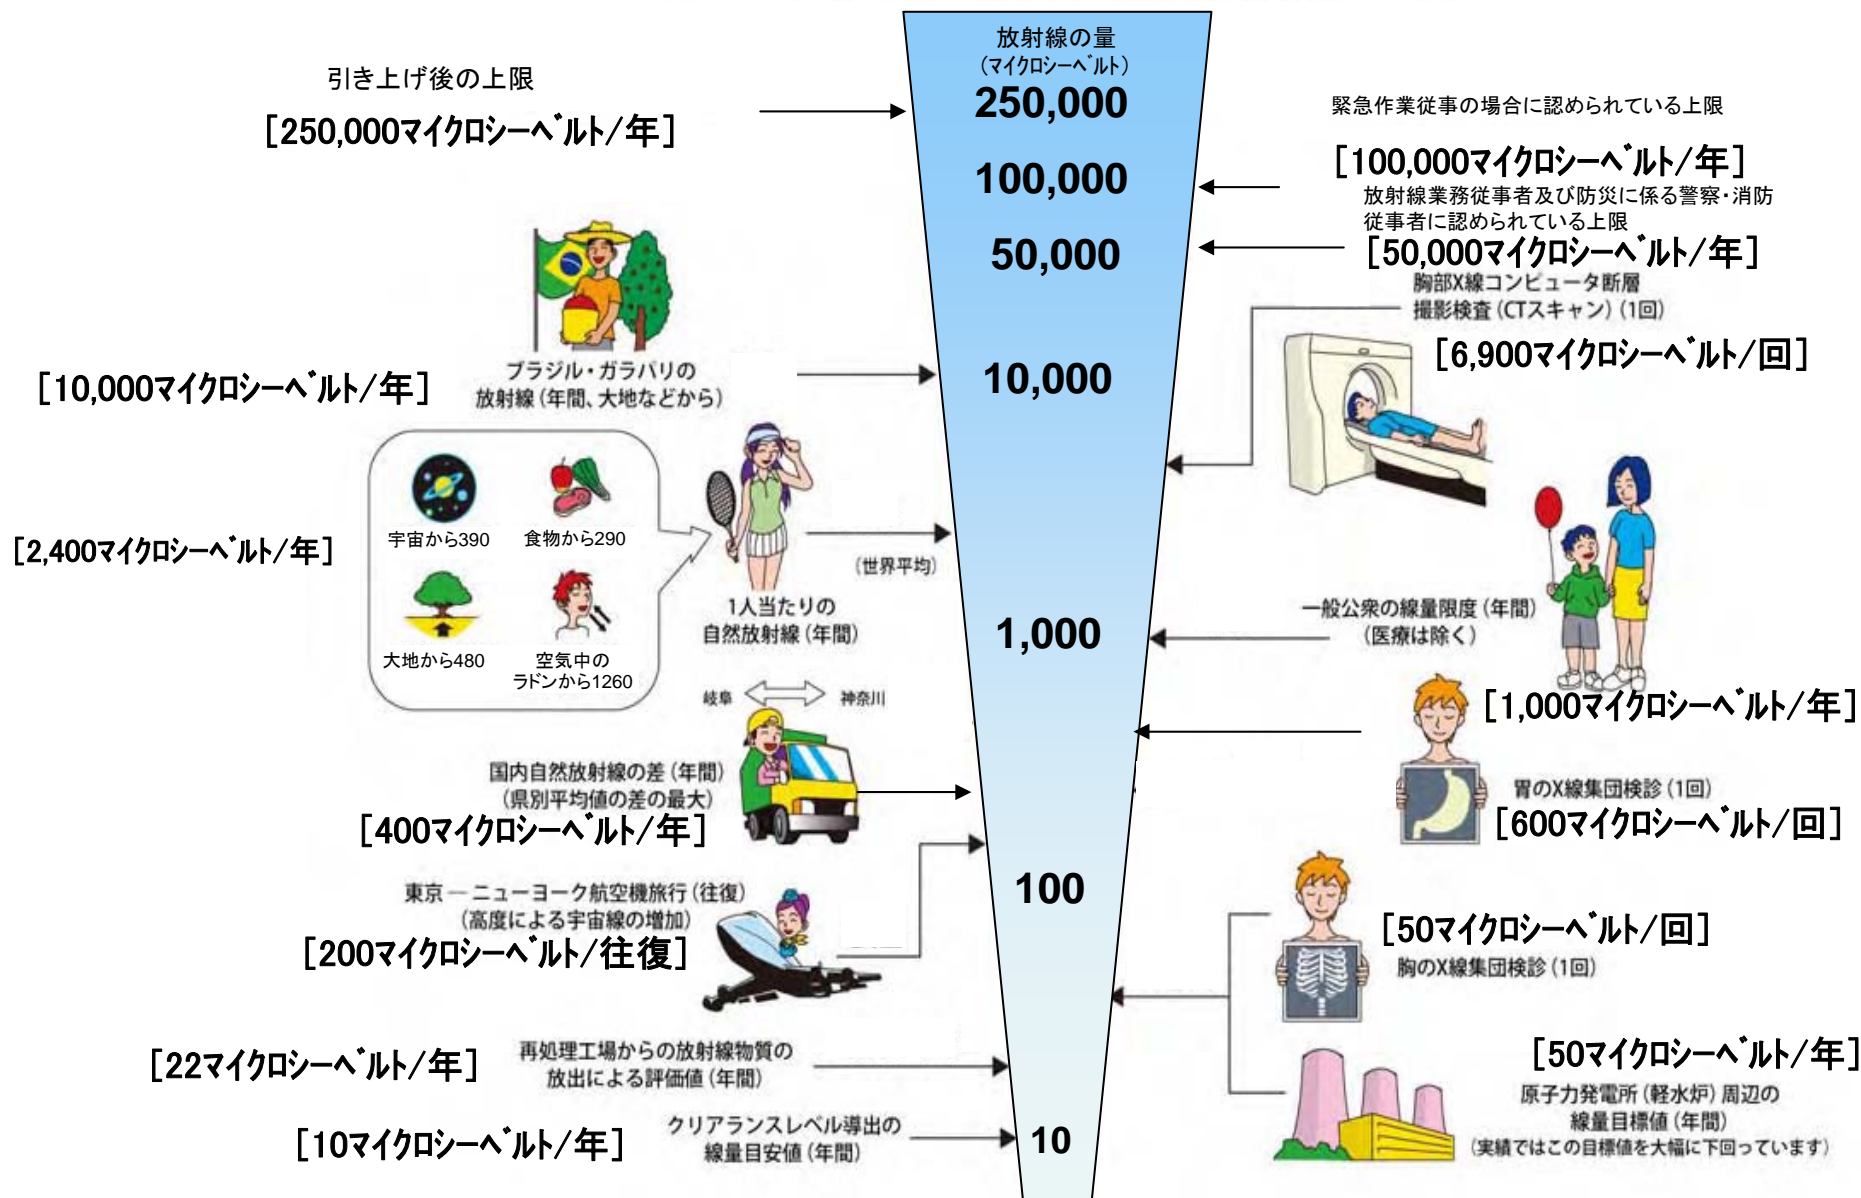 放射線の量
(マイクロシーベルト)
250,000
100,000
50,000
10,000
1,000
100
10
引き上げ後の上限
[250,000マイクロシーベルト/年]
ブラジル・ガラパリの
放射線(年間、大地などから)
[10,000マイクロシーベルト/年]
宇宙から390
食物から290
大地から480
空気中の
ラドンから1260
[2,400マイクロシーベルト/年]
(世界平均)
1人当たりの
自然放射線(年間)
岐阜
神奈川
国内自然放射線の差(年間)
(県別平均値の差の最大)
[400マイクロシーベルト/年]
東京—ニューヨーク航空機旅行(往復)
(高度による宇宙線の増加)
[200マイクロシーベルト/往復]
[22マイクロシーベルト/年]
再処理工場からの放射線物質の
放出による評価値(年間)
[10マイクロシーベルト/年]
クリアランスレベル導出の
線量目安値(年間)
緊急作業従事の場合に認められている上限
[100,000マイクロシーベルト/年]
放射線業務従事者及び防災に係る警察・消防
従事者に認められている上限
[50,000マイクロシーベルト/年]
胸部X線コンピュータ断層
撮影検査(CTスキャン)(1回)
[6,900マイクロシーベルト/回]
一般公衆の線量限度(年間)
(医療は除く)
[1,000マイクロシーベルト/年]
胃のX線集団検診(1回)
[600マイクロシーベルト/回]
[50マイクロシーベルト/回]
胸のX線集団検診(1回)
[50マイクロシーベルト/年]
原子力発電所(軽水炉)周辺の
線量目標値(年間)
(実績ではこの目標値を大幅に下回っています)